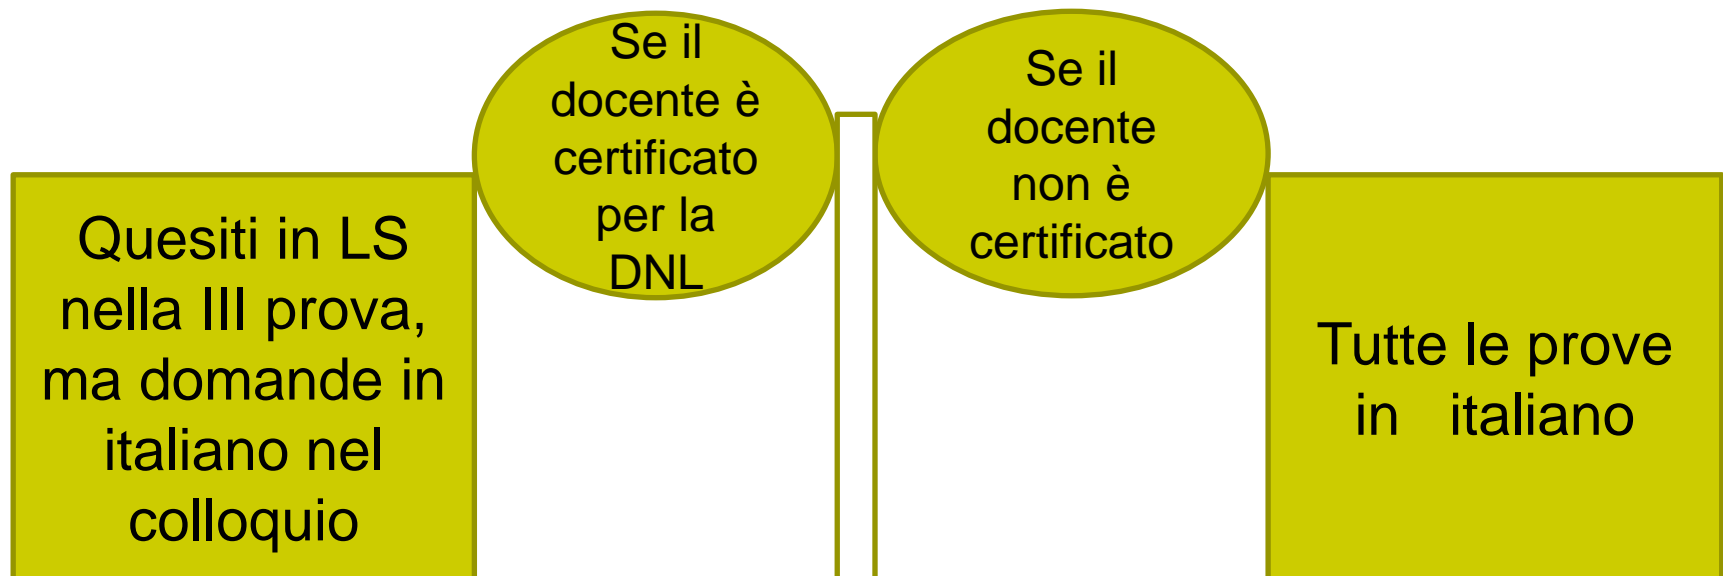 Quesiti in LS
nella III prova,
ma domande in
italiano nel
colloquio
Se il
docente è
certificato
per la
DNL
Se il
docente
non è
certificato
Tutte le prove
in italiano